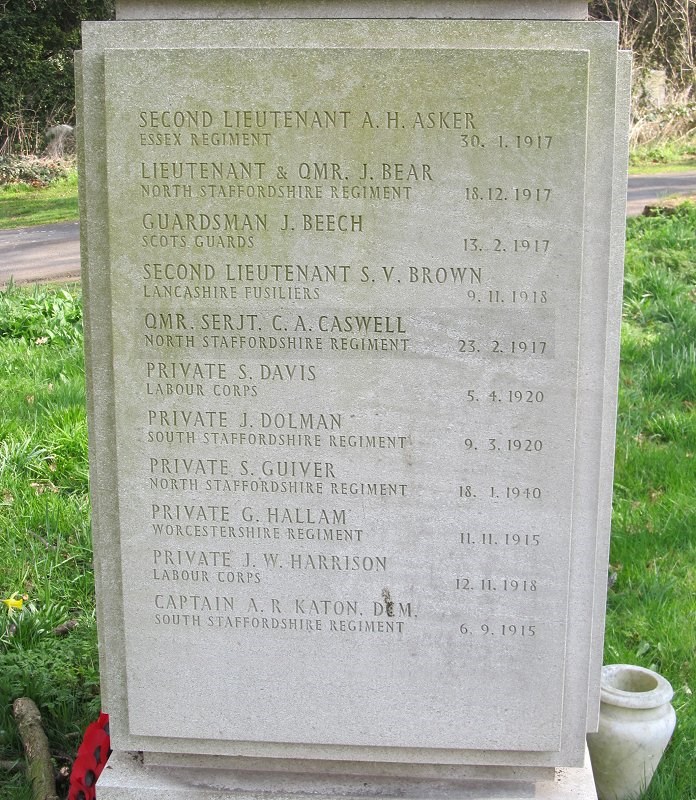 SECOND LIEUTENANT A. H. ASKER
ESSEX REGIMENT 30. 1. 1917
LIEUTENANT & QMR. J. BEAR
NORTH STAFFORDSHIRE REGIMENT 18. 12. 1917
GUARDSMAN J. BEECH
SCOTS GUARDS 13. 2. 1917
SECOND LIEUTENANT S. V. BROWN
LANCASHIRE FUSILIERS 9. 11. 1918
QMR. SERJT. C. A. CASWELL
NORTH STAFFORDSHIRE REGIMENT 23. 2. 1917
PRIVATE S. DAVIS
LABOUR CORPS 5. 4. 1920
PRIVATE J. DOLMAN
SOUTH STAFFORDSHIRE REGIMENT 9. 3. 1920
PRIVATE S. GUIVER
NORTH STAFFORDSHIRE REGIMENT 18. 1. 1940
PRIVATE G. HALLAM
WORCESTERSHIRE REGIMENT 11. 11. 1915
PRIVATE J. W. HARRISON
LABOUR CORPS 12. 11. 1918
CAPTAIN A. R. KATON. DCM.
SOUTH STAFFORDSHIRE REGIMENT 6. 9. 1915